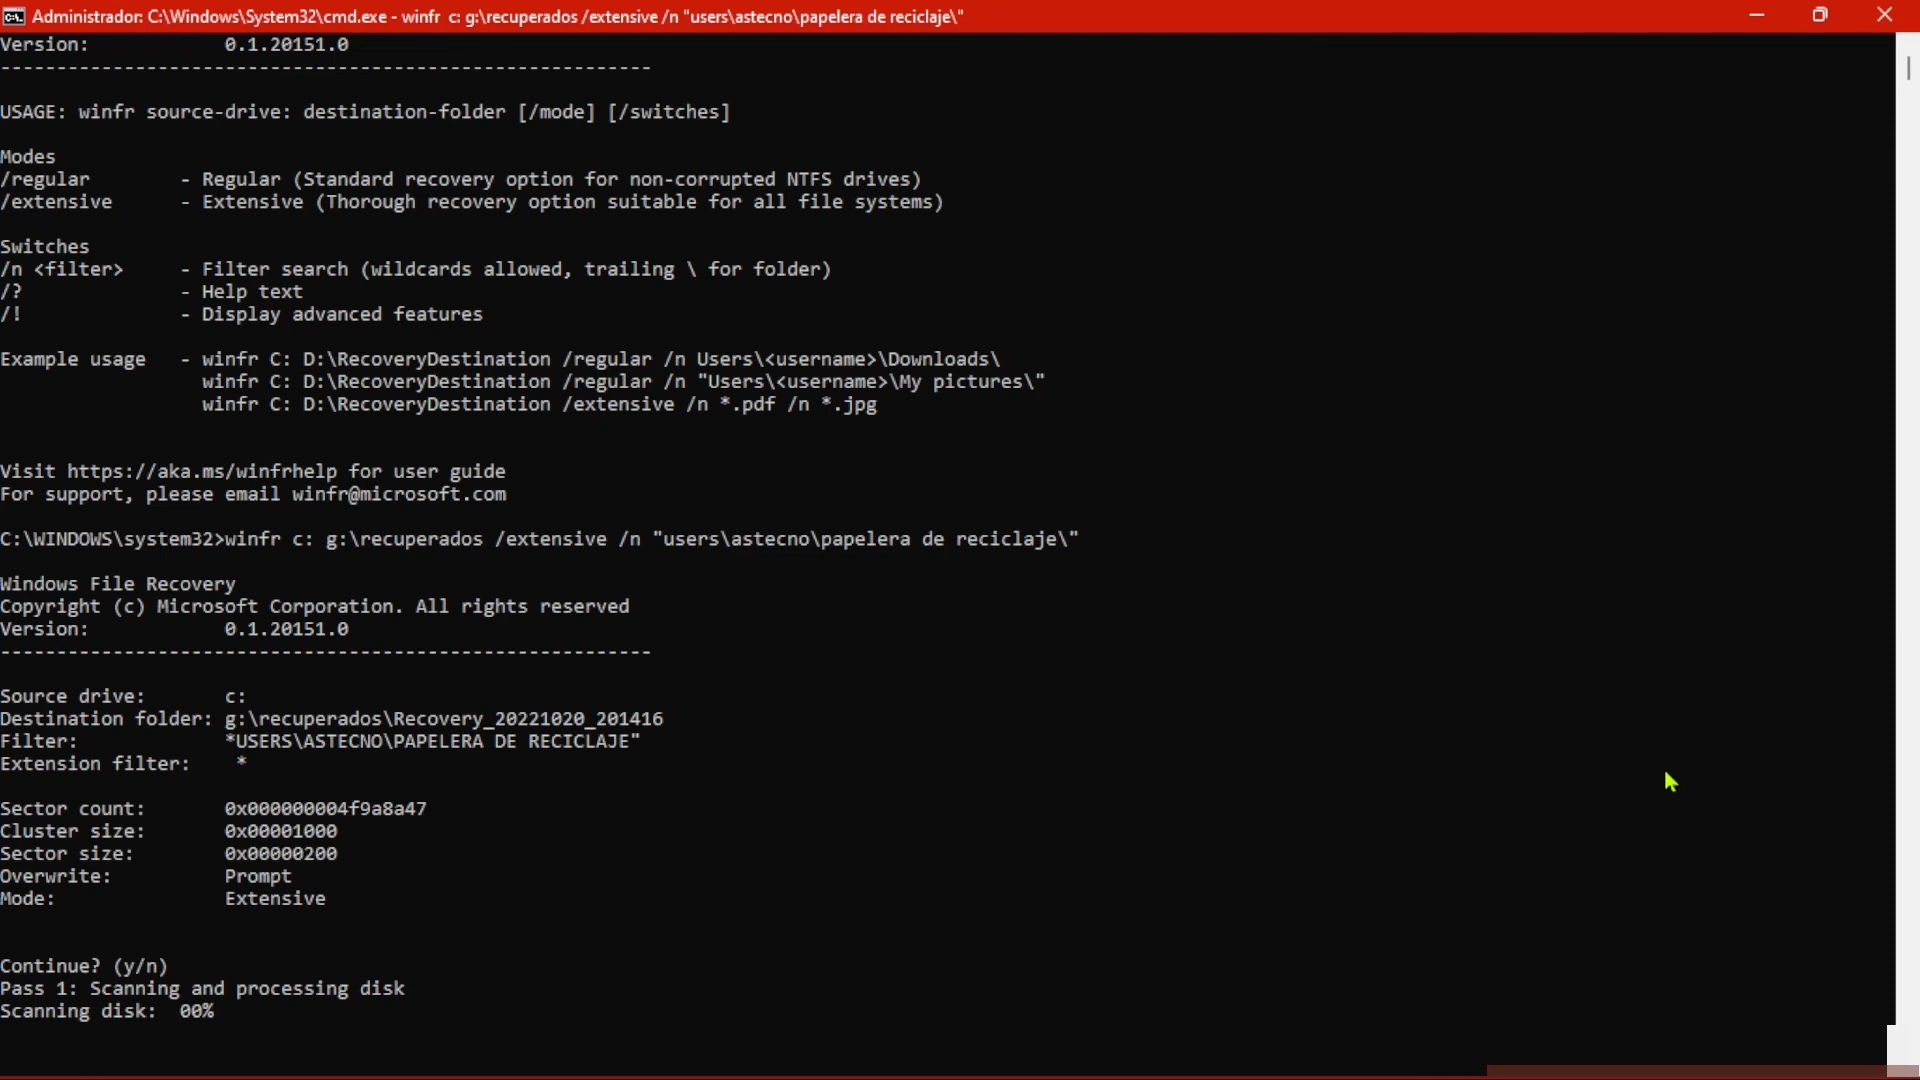 Administrador: C:\Windows\System32\cmd.exe - winfr  c: g:\recuperados /extensive /n "users\astecno\papelera de reciclaje\"
Version:            0.1.20151.0
----------------------------------------------------------
USAGE: winfr source-drive: destination-folder [/mode] [/switches]
Modes
/regular        - Regular (Standard recovery option for non-corrupted NTFS drives)
/extensive      - Extensive (Thorough recovery option suitable for all file systems)
Switches
/n <filter>     - Filter search (wildcards allowed, trailing \ for folder)
/?              - Help text
/!              - Display advanced features
Example usage   - winfr C: D:\RecoveryDestination /regular /n Users\<username>\Downloads\
winfr C: D:\RecoveryDestination /regular /n "Users\<username>\My pictures\"
winfr C: D:\RecoveryDestination /extensive /n *.pdf /n *.jpg
Visit https://aka.ms/winfrhelp for user guide
For support, please email winfr@microsoft.com
C:\WINDOWS\system32>winfr c: g:\recuperados /extensive /n "users\astecno\papelera de reciclaje\"
Windows File Recovery
Copyright (c) Microsoft Corporation. All rights reserved
Version:            0.1.20151.0
----------------------------------------------------------
Source drive:       c:
Destination folder: g:\recuperados\Recovery_20221020_201416
Filter:             *USERS\ASTECNO\PAPELERA DE RECICLAJE"
Extension filter:    *
Sector count:       0x000000004f9a8a47
Cluster size:       0x00001000
Sector size:        0x00000200
Overwrite:          Prompt
Mode:               Extensive
Continue? (y/n)
Pass 1: Scanning and processing disk
Scanning disk:  00%